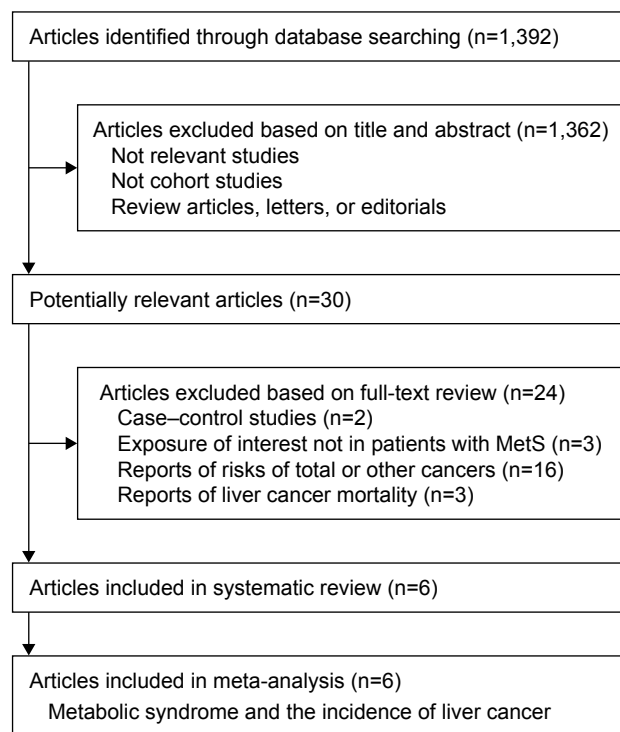 Articles identified through database searching (n=1,392)
Articles excluded based on title and abstract (n=1,362)
Not relevant studies
Not cohort studies
Review articles, letters, or editorials
Potentially relevant articles (n=30)
Articles excluded based on full-text review (n=24)
Case–control studies (n=2)
Exposure of interest not in patients with MetS (n=3)
Reports of risks of total or other cancers (n=16)
Reports of liver cancer mortality (n=3)
Articles included in systematic review (n=6)
Articles included in meta-analysis (n=6)
Metabolic syndrome and the incidence of liver cancer